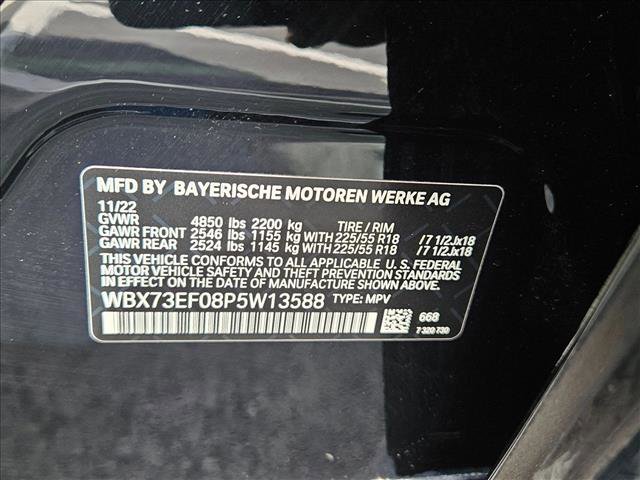 MFD BY BAYERISCHE MOTOREN WERKE AG
11/22
GVWR 4850 lbs 2200 kg TIRE / RIM
GAWR FRONT 2546 lbs 1155 kg WITH 225/55 R18 / 7 1/2Jx18
GAWR REAR 2524 lbs 1145 kg WITH 225/55 R18 / 7 1/2Jx18
THIS VEHICLE CONFORMS TO ALL APPLICABLE U. S. FEDERAL
MOTOR VEHICLE SAFETY AND THEFT PREVENTION STANDARDS
IN EFFECT ON THE DATE OF MANUFACTURE SHOWN ABOVE.
WBX73EF08P5W13588 TYPE: MPV
668
7 320 730